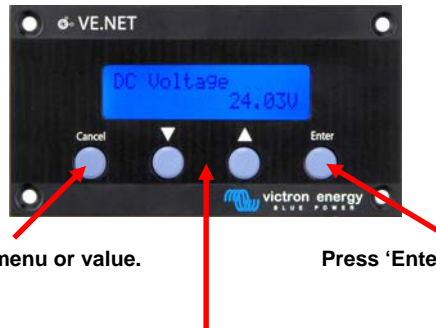 VE.NET
DC Voltage
24.03V
Cancel ▼ ▲ Enter
victron energy
BLUE POWER
menu or value.
Press ‘Ente